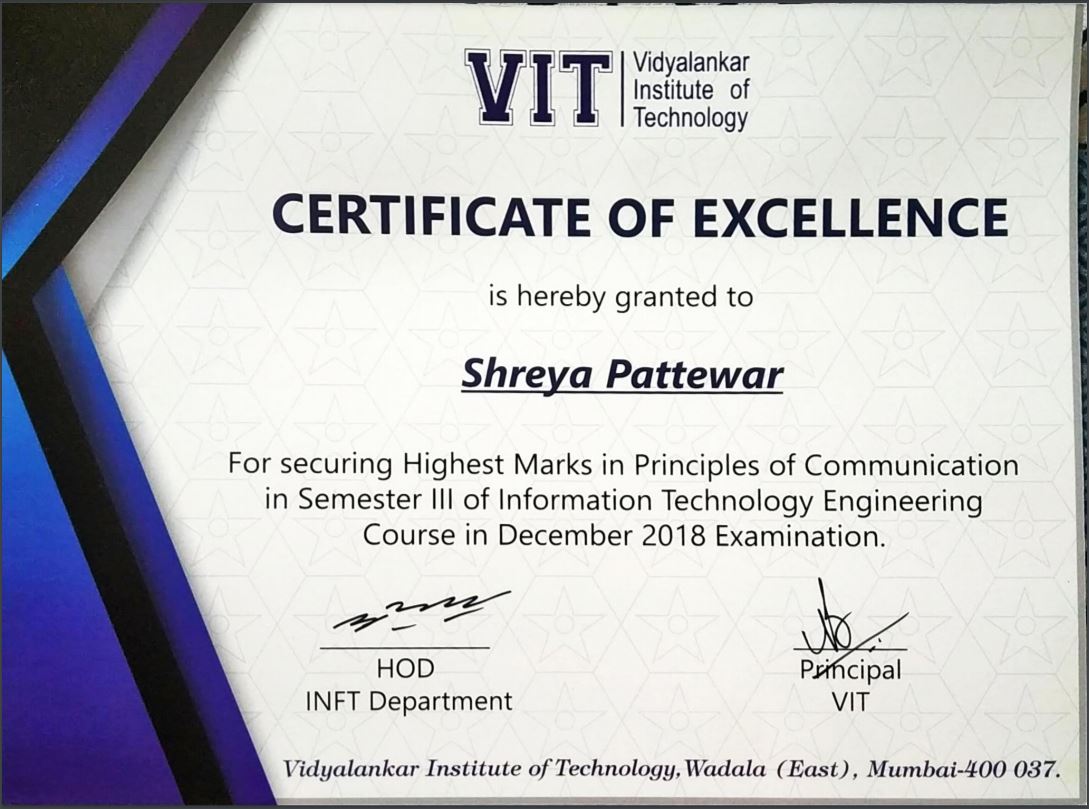 VIT
Vidyalankar
Institute of
Technology
CERTIFICATE OF EXCELLENCE
is hereby granted to
Shreya Pattewar
For securing Highest Marks in Principles of Communication
in Semester III of Information Technology Engineering
Course in December 2018 Examination.
HOD
INFT Department
Principal
VIT
Vidyalankar Institute of Technology, Wadala (East), Mumbai-400 037.